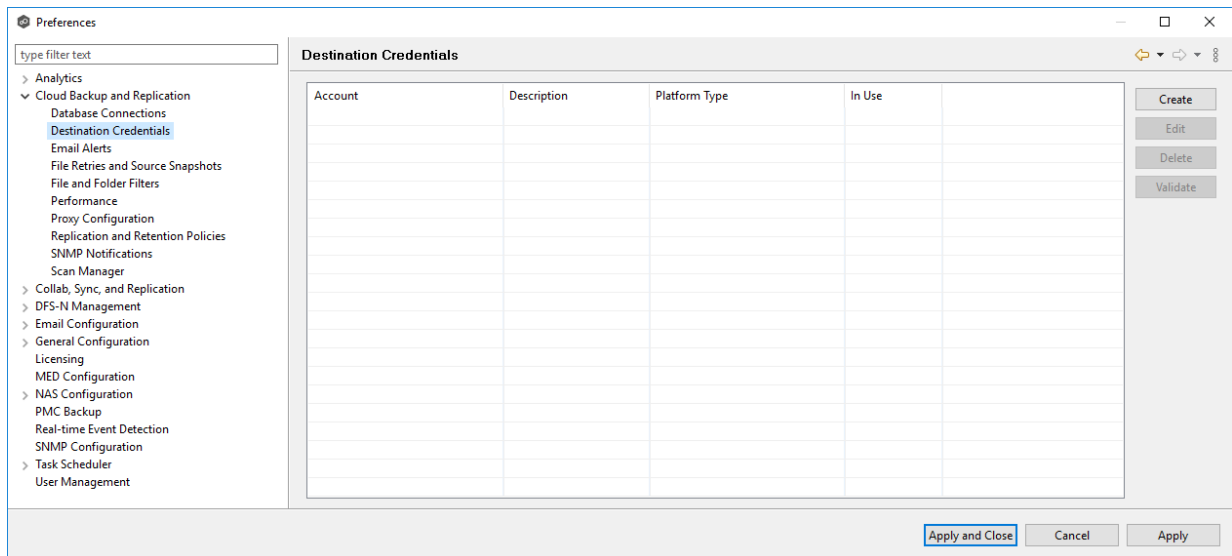 Preferences
type filter text
Analytics
Cloud Backup and Replication
Database Connections
Destination Credentials
Email Alerts
File Retries and Source Snapshots
File and Folder Filters
Performance
Proxy Configuration
Replication and Retention Policies
SNMP Notifications
Scan Manager
Collab, Sync, and Replication
DFS-N Management
Email Configuration
General Configuration
Licensing
MED Configuration
NAS Configuration
PMC Backup
Real-time Event Detection
SNMP Configuration
Task Scheduler
User Management
Destination Credentials
Account Description Platform Type In Use
Create
Edit
Delete
Validate
Apply and Close Cancel Apply